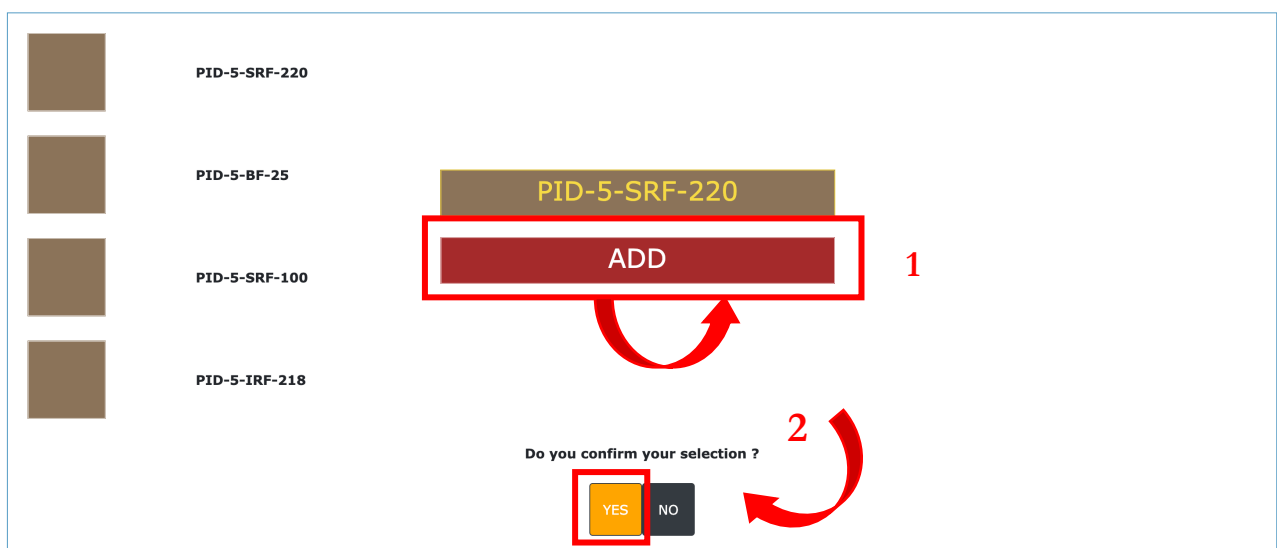 PID-5-SRF-220
PID-5-BF-25
PID-5-SRF-100
PID-5-IRF-218
PID-5-SRF-220
ADD
1
2
Do you confirm your selection ?
YES NO